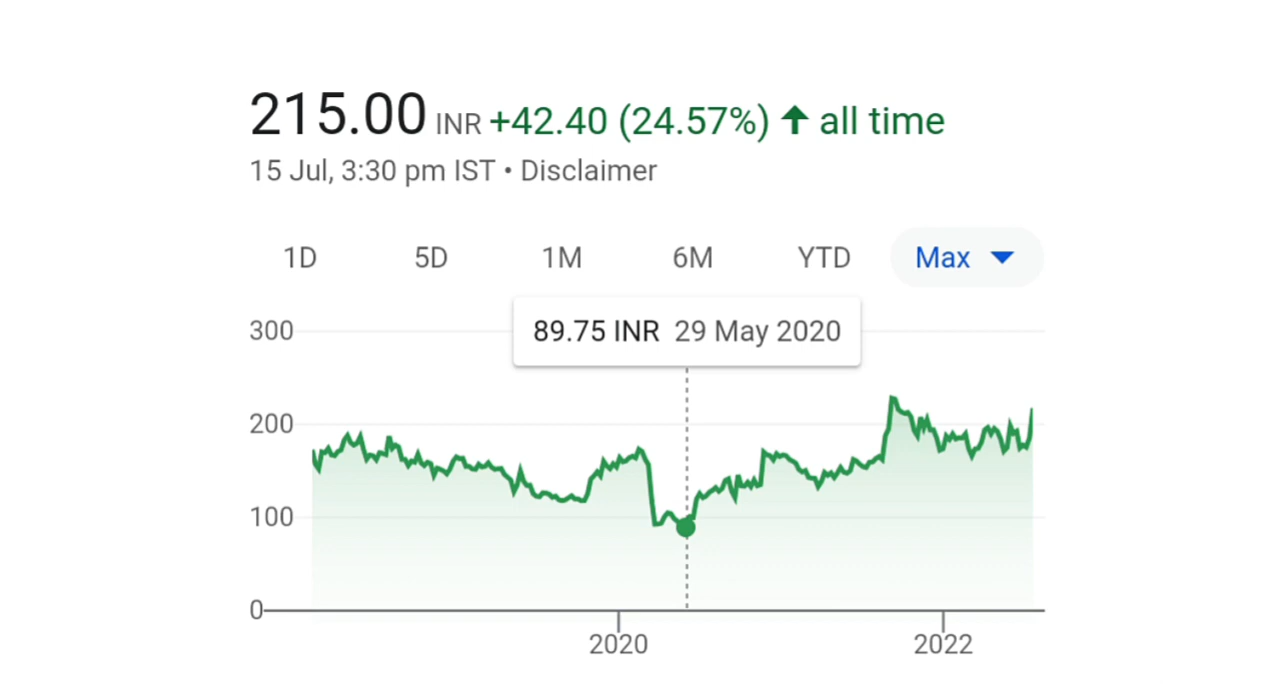 215.00 INR +42.40 (24.57%) ↑ all time
15 Jul, 3:30 pm IST • Disclaimer
1D 5D 1M 6M YTD Max
89.75 INR 29 May 2020
300
200
100
0
2020 2022